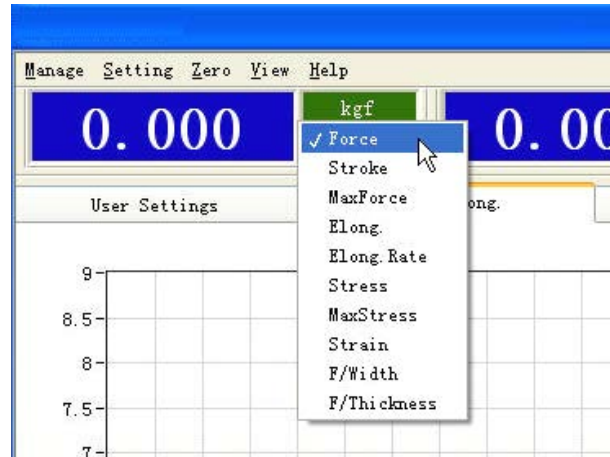 Manage Setting Zero View Help
0.000 kgf 0.00
✓ Force
Stroke
User Settings MaxForce ong.
Elong.
Elong.Rate
9 Stress
8.5 MaxStress
Strain
8 F/Width
7.5 F/Thickness
7